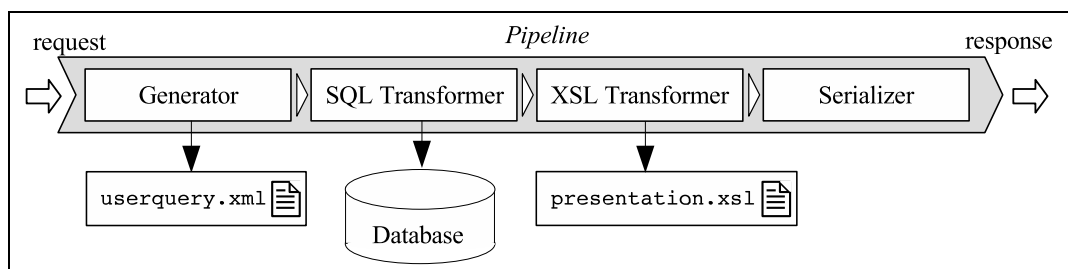 Pipeline
request
response
Generator
SQL Transformer
XSL Transformer
Serializer
userquery.xml
Database
presentation.xsl